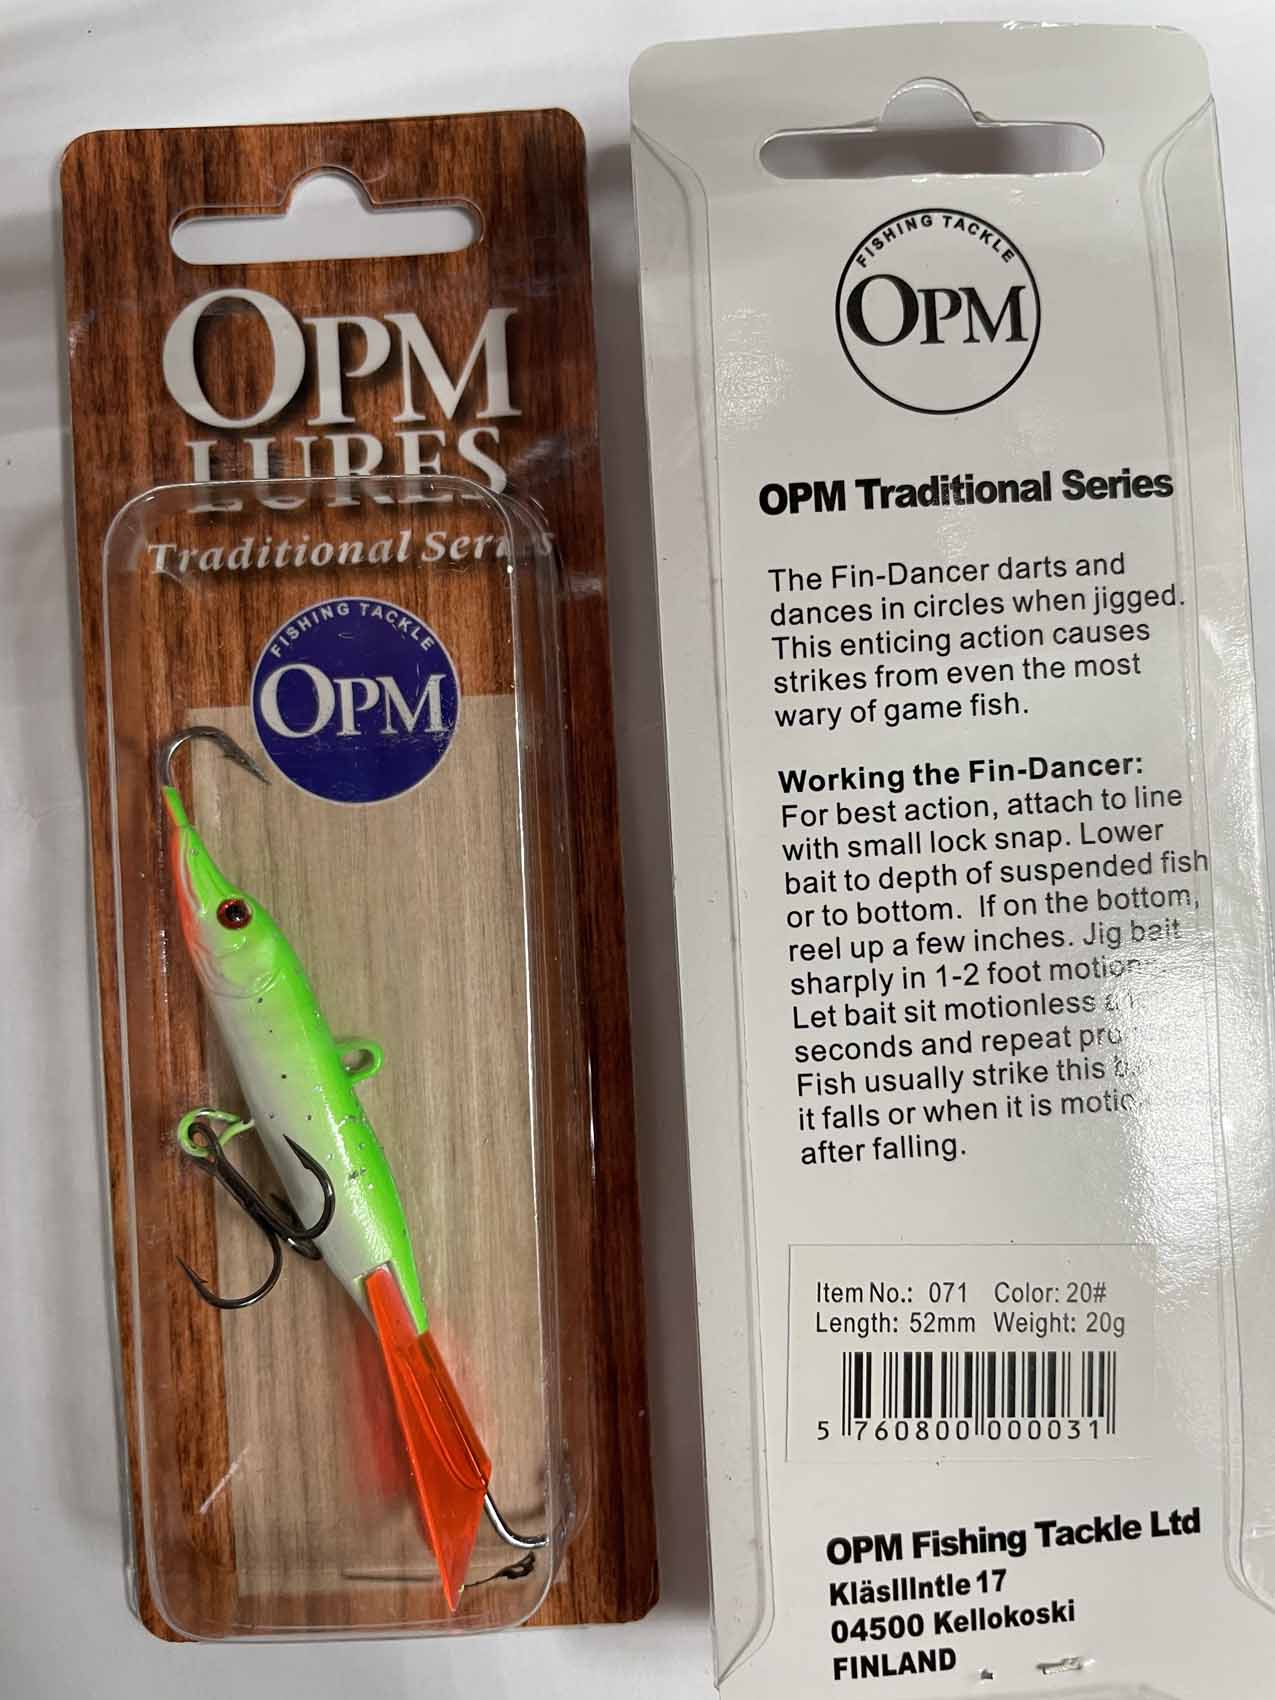 OPM
LURES
Traditional Series
FISHING TACKLE
OPM
FISHING TACKLE
OPM
OPM Traditional Series
The Fin-Dancer darts and
dances in circles when jigged.
This enticing action causes
strikes from even the most
wary of game fish.
Working the Fin-Dancer:
For best action, attach to line
with small lock snap. Lower
bait to depth of suspended fish
or to bottom. If on the bottom,
reel up a few inches. Jig bait
sharply in 1-2 foot
Let bait sit motionless
seconds and repeat
Fish usually strike this
it falls or when it is
after falling.
Item No.: 071 Color: 20#
Length: 52mm Weight: 20g
5 760800 000031
OPM Fishing Tackle Ltd
KläslllIntle 17
04500 Kellokoski
FINLAND